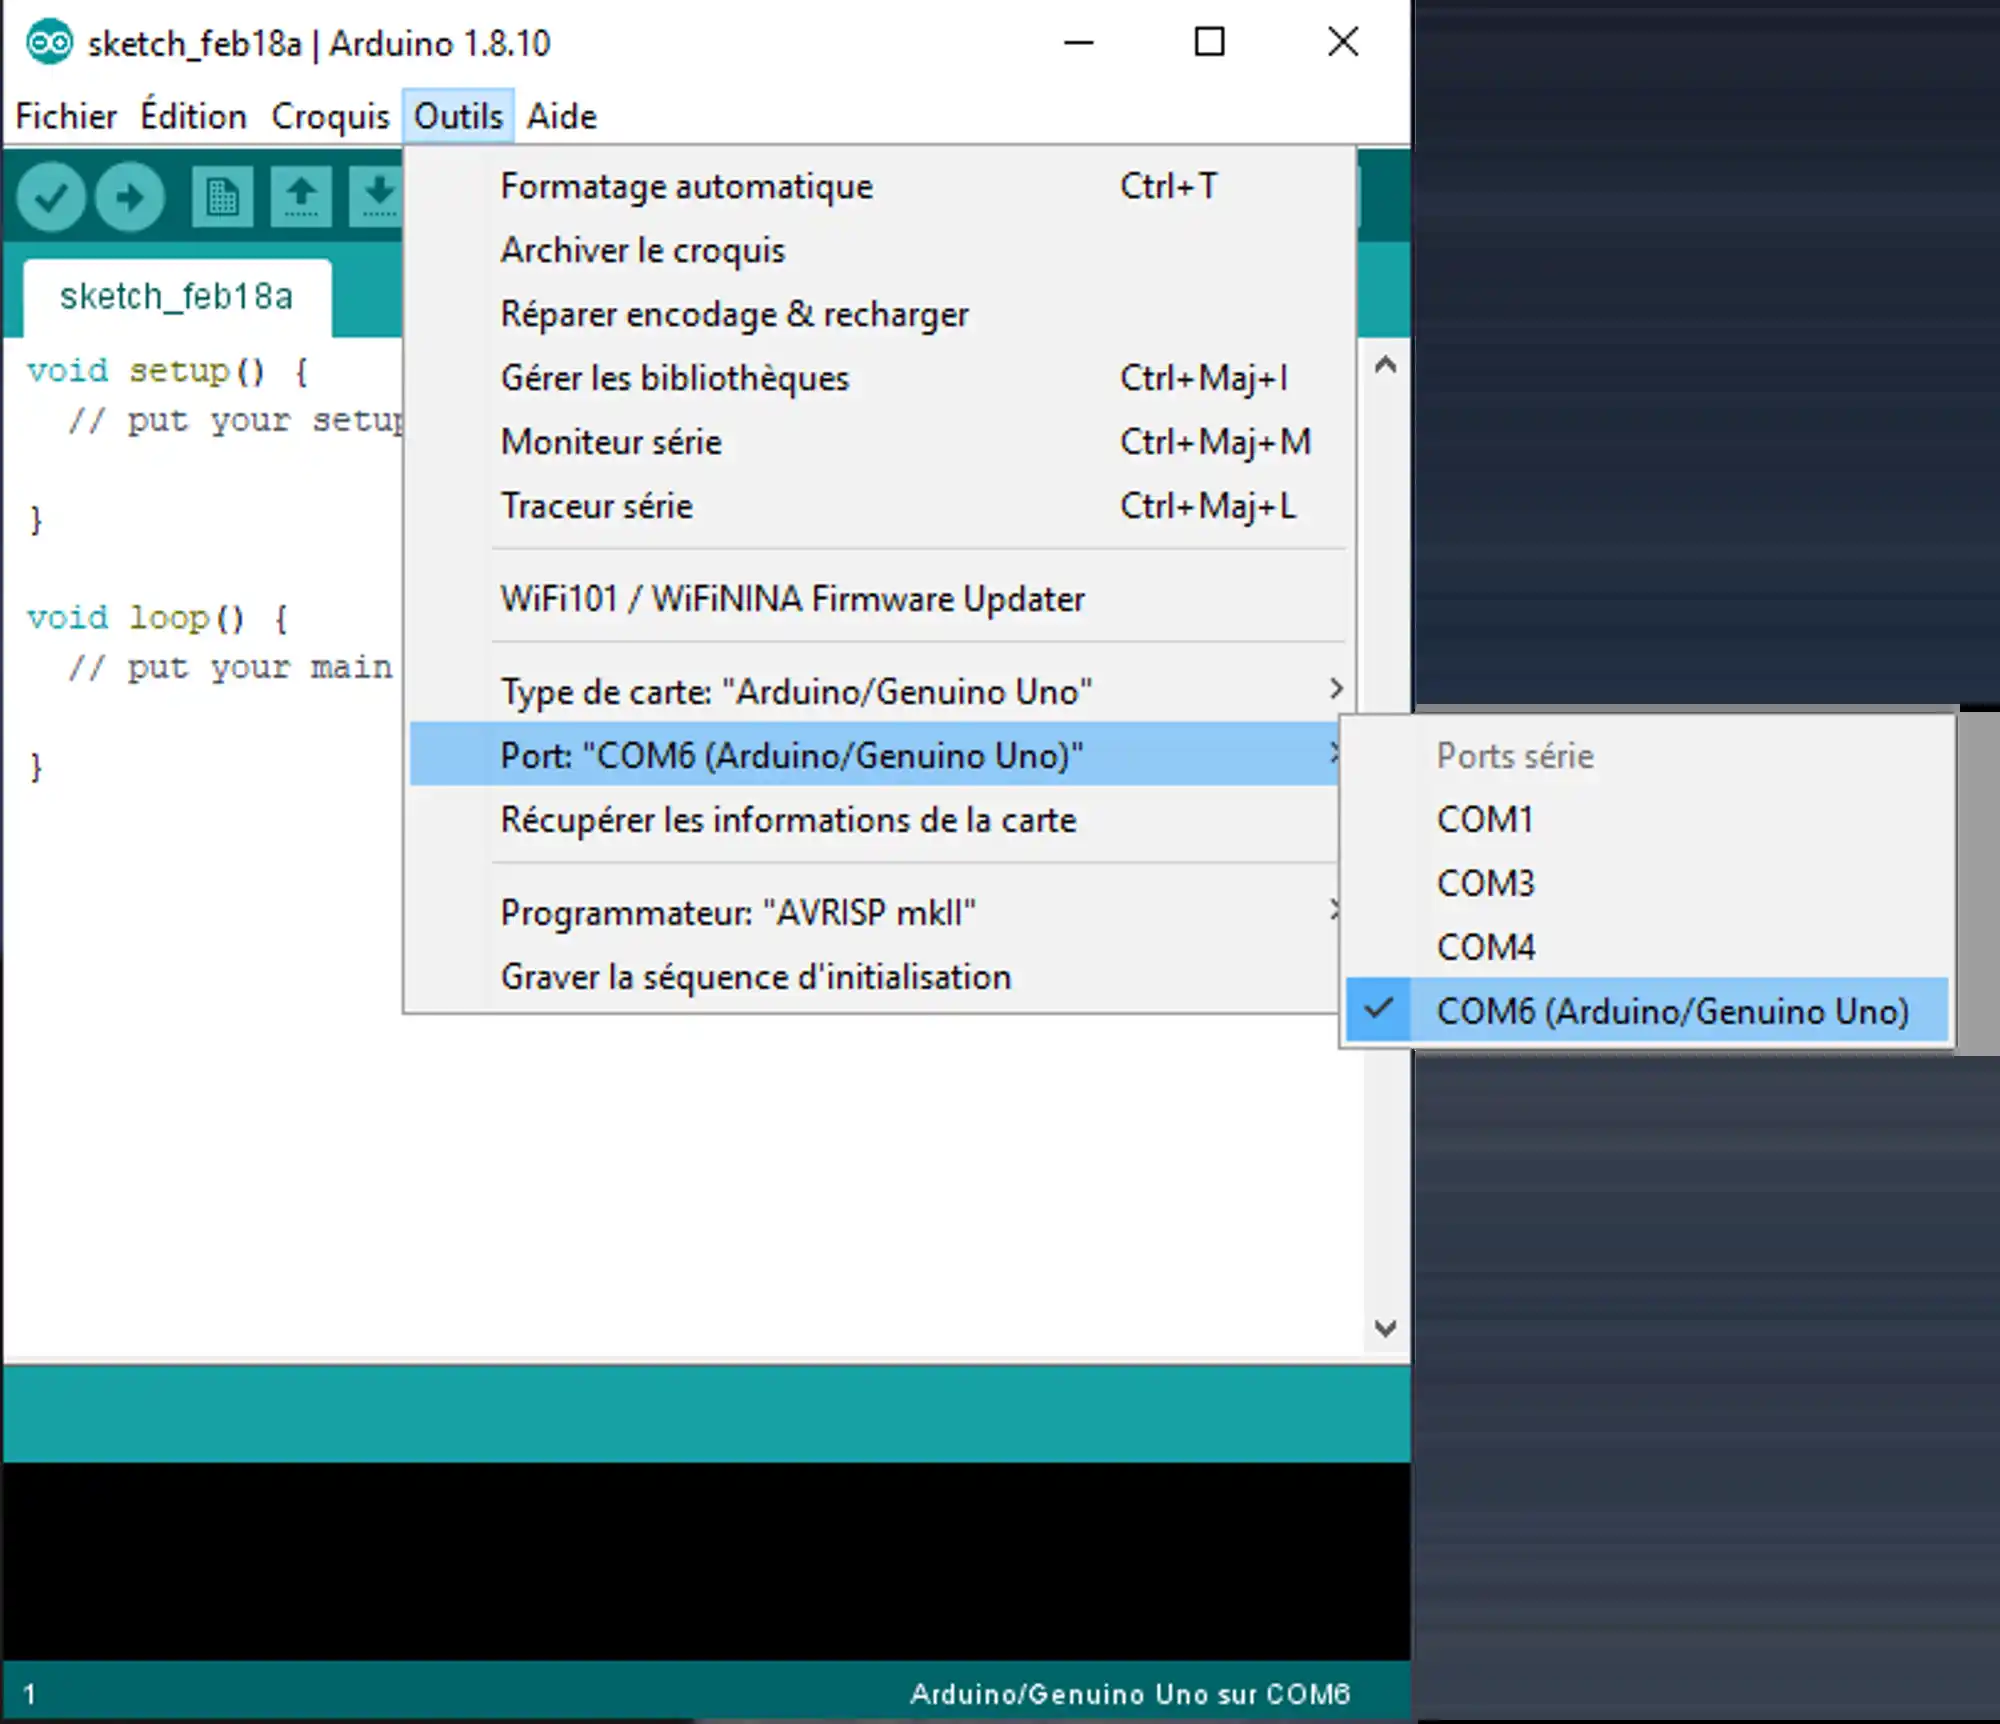 sketch_feb18a | Arduino 1.8.10
Fichier Édition Croquis Outils Aide
sketch_feb18a
void setup() {
// put your setup
}
void loop() {
// put your main
}
Formatage automatique Ctrl+T
Archiver le croquis
Réparer encodage & recharger
Gérer les bibliothèques Ctrl+Maj+I
Moniteur série Ctrl+Maj+M
Traceur série Ctrl+Maj+L
WiFi101 / WiFiNINA Firmware Updater
Type de carte: "Arduino/Genuino Uno"
Port: "COM6 (Arduino/Genuino Uno)"
Récupérer les informations de la carte
Programmateur: "AVRISP mkII"
Graver la séquence d'initialisation
Ports série
COM1
COM3
COM4
COM6 (Arduino/Genuino Uno)
1 Arduino/Genuino Uno sur COM6